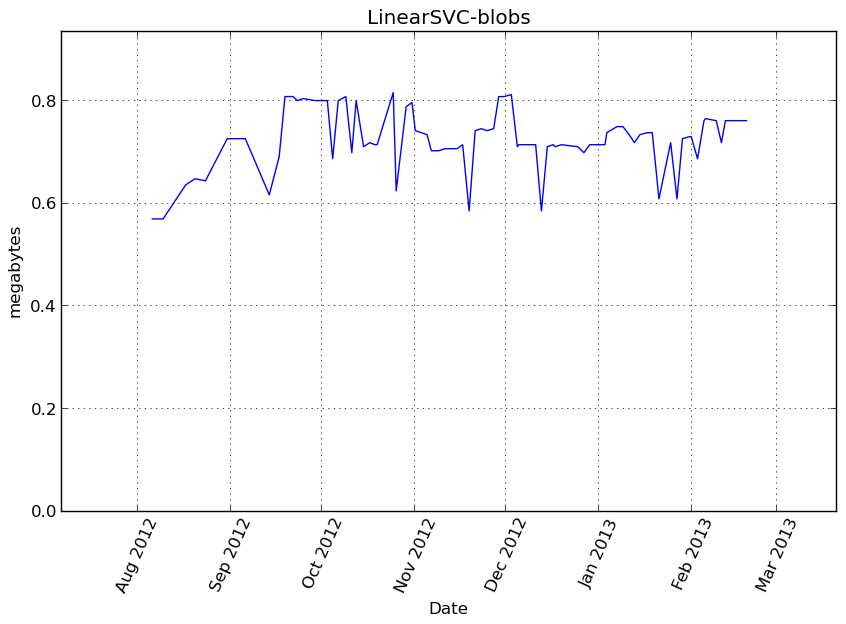 LinearSVC-blobs
megabytes
0.8
0.6
0.4
0.2
0.0
Aug 2012
Sep 2012
Oct 2012
Nov 2012
Dec 2012
Jan 2013
Feb 2013
Mar 2013
Date